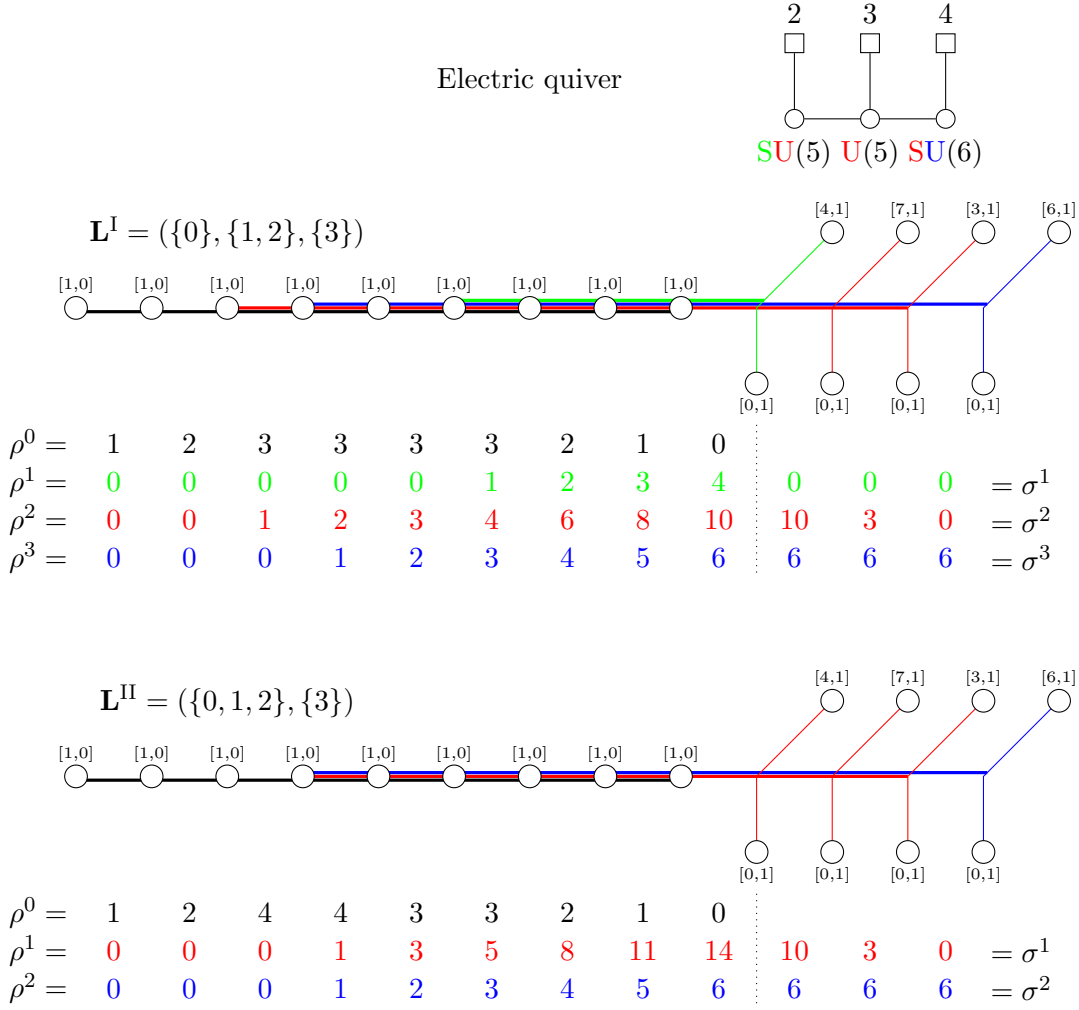 2 3 4
Electric quiver
SU(5) U(5) SU(6)
[4,1] [7,1] [3,1] [6,1]
L^I = ({0}, {1, 2}, {3})
[1,0] [1,0] [1,0] [1,0] [1,0] [1,0] [1,0] [1,0] [1,0]
[0,1] [0,1] [0,1] [0,1]
ρ^0 = 1 2 3 3 3 3 2 1 0
ρ^1 = 0 0 0 0 0 1 2 3 4 0 0 0 = σ^1
ρ^2 = 0 0 1 2 3 4 6 8 10 10 3 0 = σ^2
ρ^3 = 0 0 0 1 2 3 4 5 6 6 6 6 = σ^3
[4,1] [7,1] [3,1] [6,1]
L^II = ({0, 1, 2}, {3})
[1,0] [1,0] [1,0] [1,0] [1,0] [1,0] [1,0] [1,0] [1,0]
[0,1] [0,1] [0,1] [0,1]
ρ^0 = 1 2 4 4 3 3 2 1 0
ρ^1 = 0 0 0 1 3 5 8 11 14 10 3 0 = σ^1
ρ^2 = 0 0 0 1 2 3 4 5 6 6 6 6 = σ^2